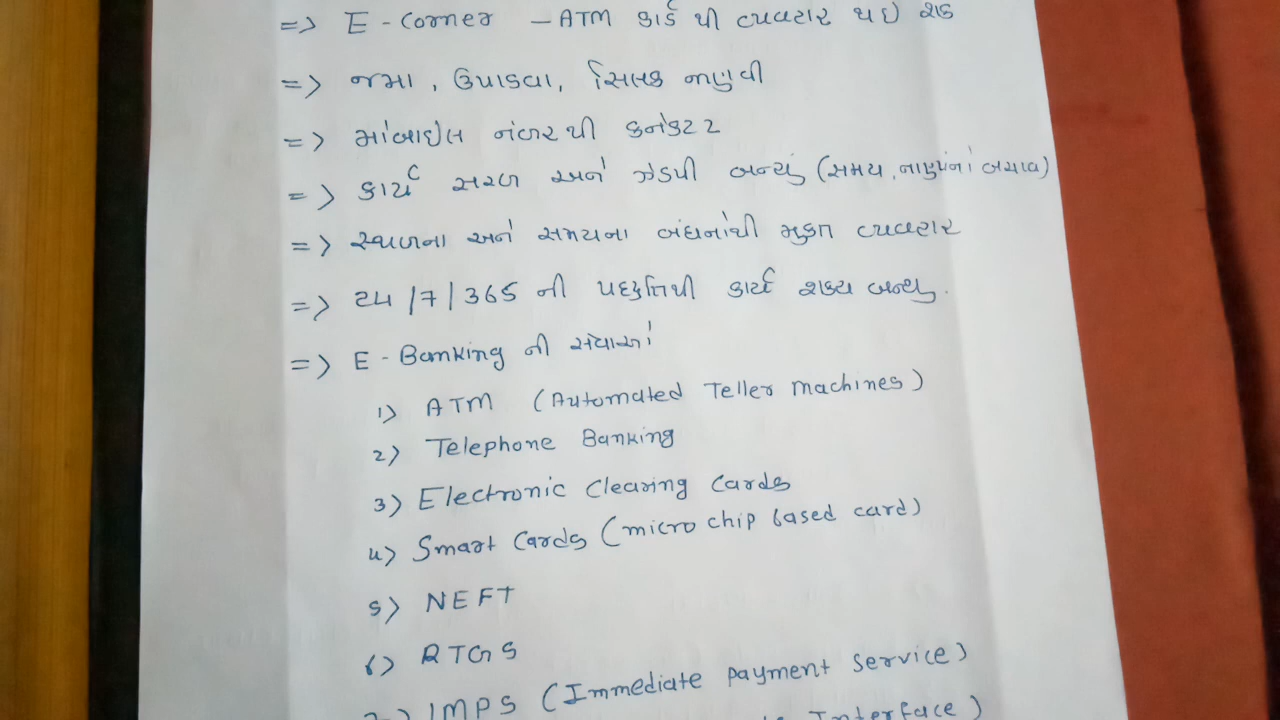 => E - Corner - ATM કાર્ડ થી વ્યવહાર થઇ શકે
=> જમા , ઉપાડવા, સિલક જાણવી
=> મોબાઇલ નંબર થી કનેકટ
=> કાર્ય સરળ અને ઝડપી બન્યું (સમય, નાણાંનો બચાવ)
=> સ્થળના અને સમયના બંધનોથી મુક્ત વ્યવહાર
=> 24/7/365 ની પદ્ધતિથી કાર્ય શક્ય બન્યુ.
=> E - Banking ની સેવાઓ
1) ATM (Automated Teller Machines)
2) Telephone Banking
3) Electronic Clearing Cards
4) Smart Cards (micro chip based card)
5) NEFT
6) RTGS
7) IMPS (Immediate payment service)
Interface)